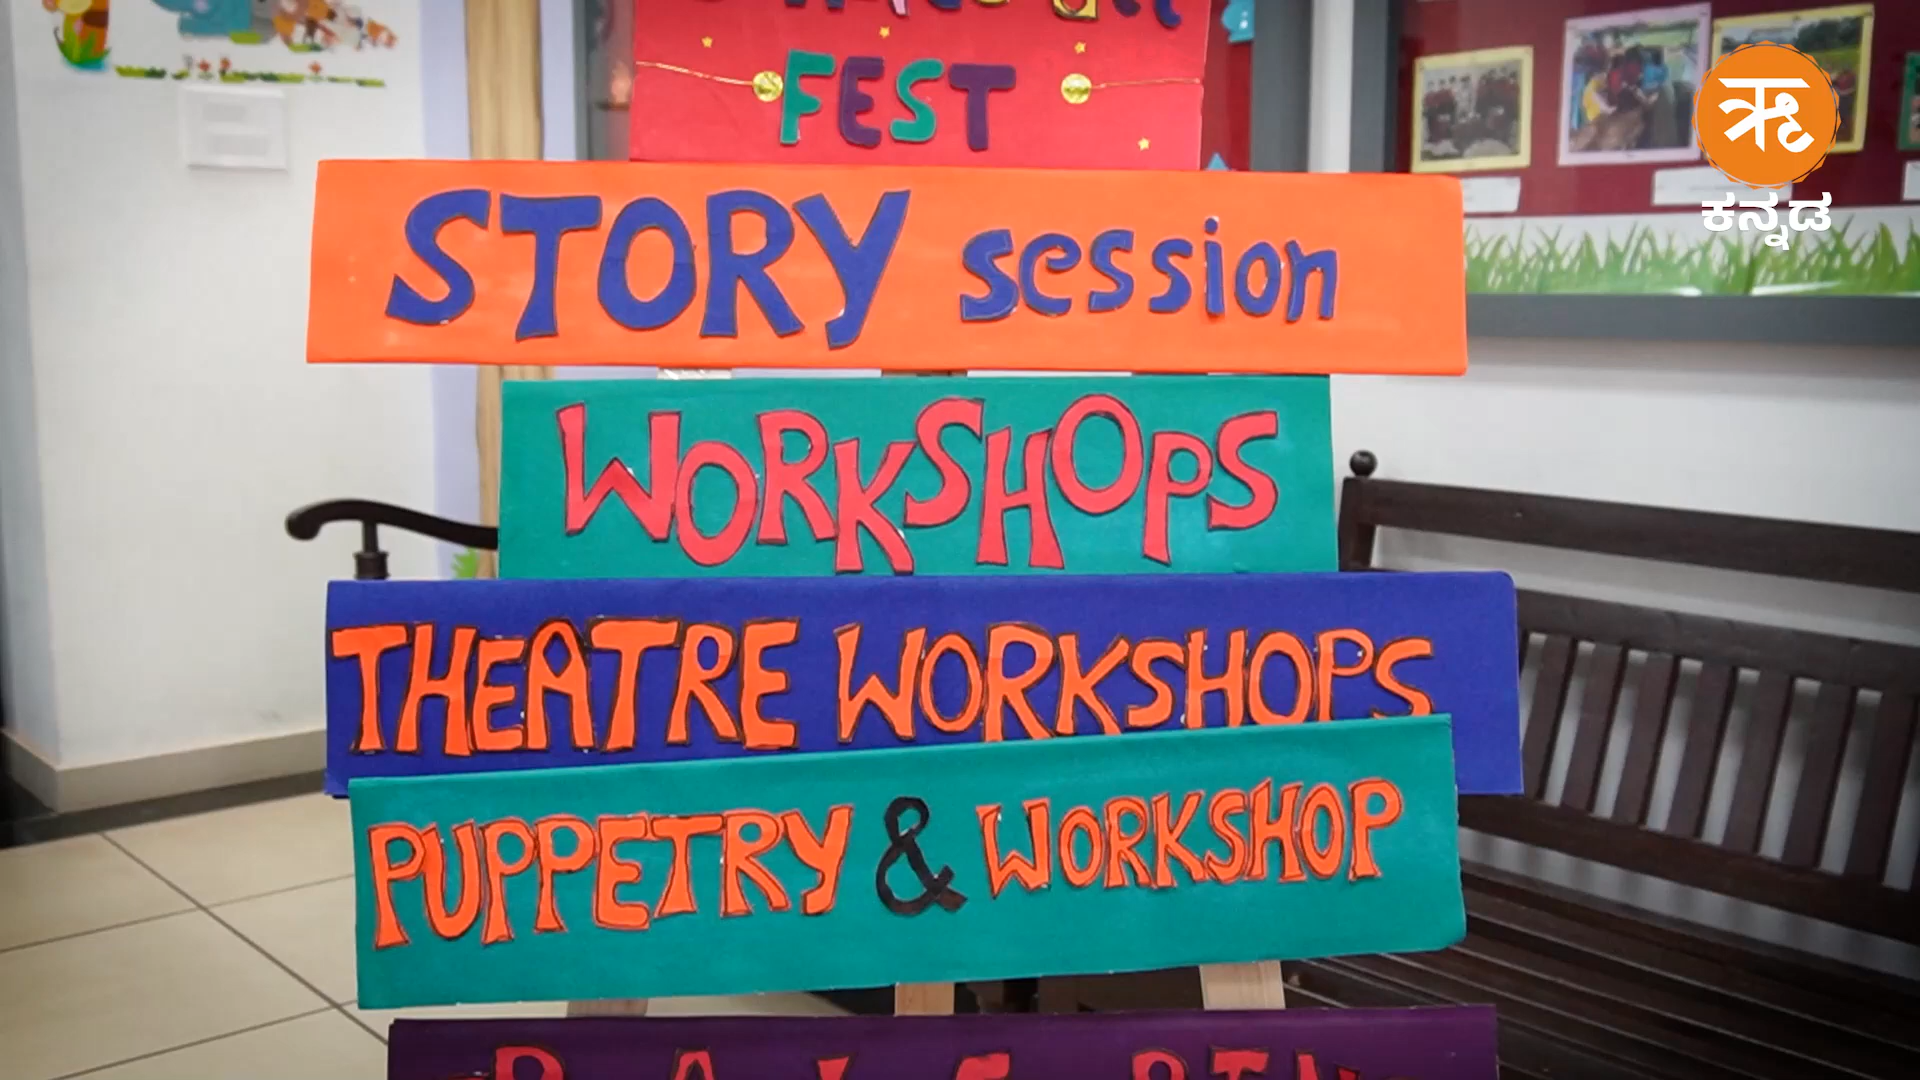 FEST
STORY session
WORKSHOPS
THEATRE WORKSHOPS
PUPPETRY & WORKSHOP
ಋ
ಕನ್ನಡ